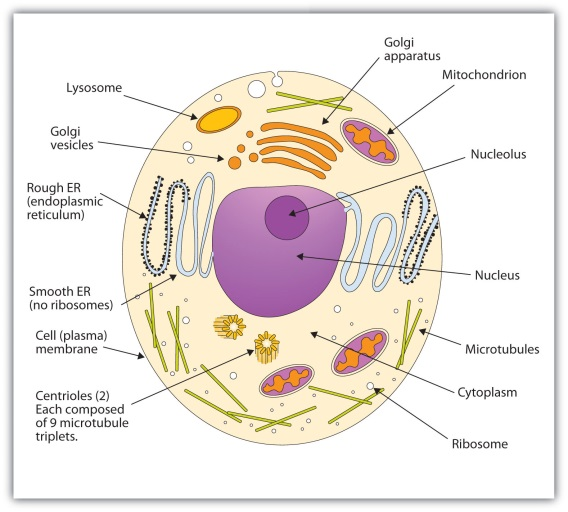 Golgi
apparatus
Lysosome
Mitochondrion
Golgi
vesicles
Nucleolus
Rough ER
(endoplasmic
reticulum)
Nucleus
Smooth ER
(no ribosomes)
Cell (plasma)
membrane
Microtubules
Centrioles (2)
Each composed
of 9 microtubule
triplets.
Cytoplasm
Ribosome